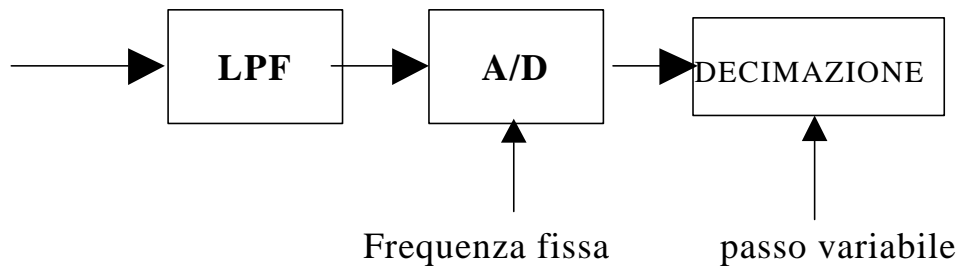 LPF
A/D
DECIMAZIONE
Frequenza fissa
passo variabile